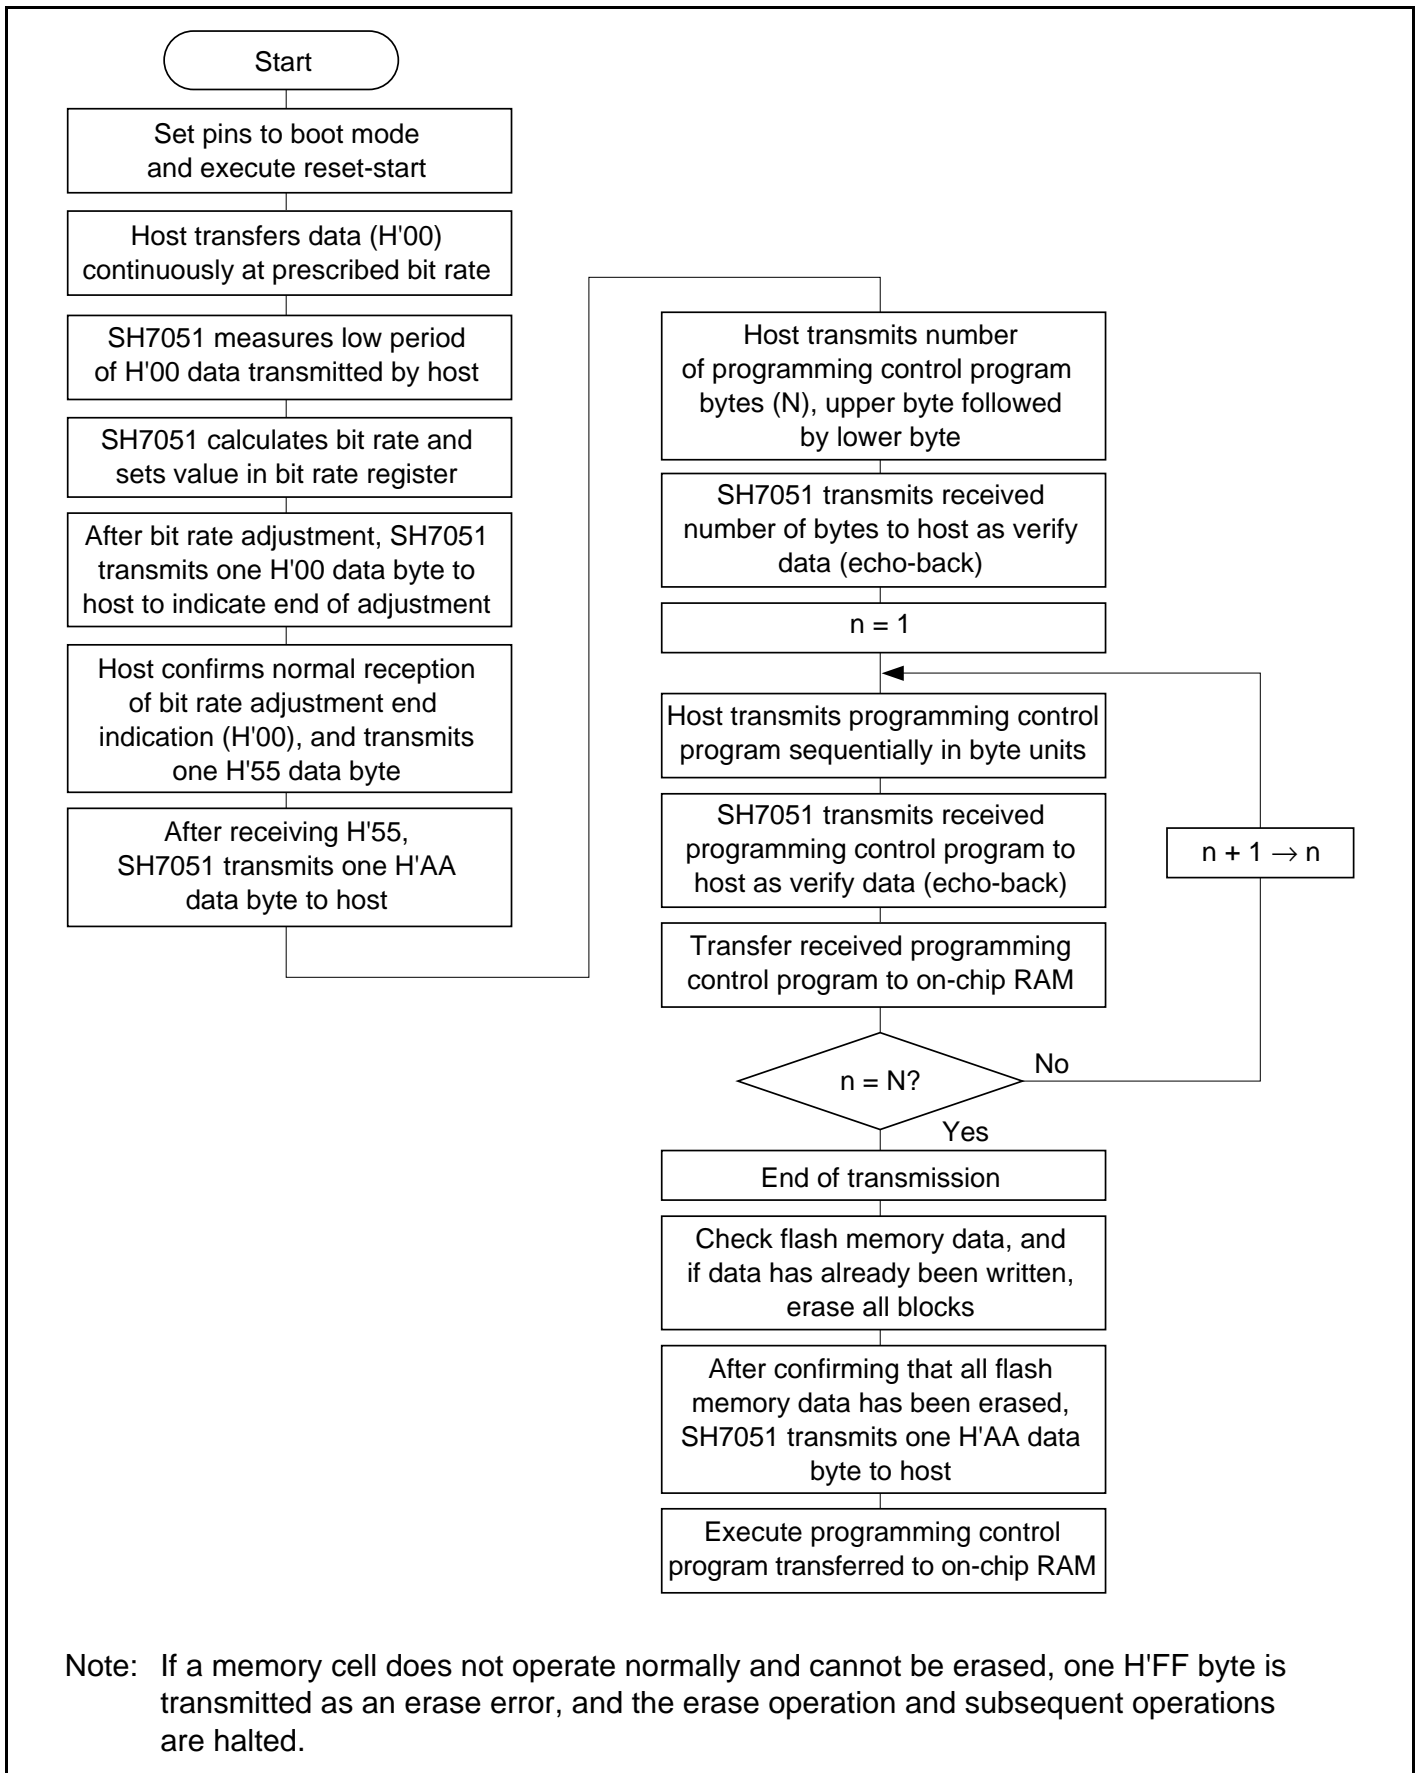 Start
Set pins to boot mode
and execute reset-start
Host transfers data (H'00)
continuously at prescribed bit rate
SH7051 measures low period
of H'00 data transmitted by host
SH7051 calculates bit rate and
sets value in bit rate register
After bit rate adjustment, SH7051
transmits one H'00 data byte to
host to indicate end of adjustment
Host confirms normal reception
of bit rate adjustment end
indication (H'00), and transmits
one H'55 data byte
After receiving H'55,
SH7051 transmits one H'AA
data byte to host
Host transmits number
of programming control program
bytes (N), upper byte followed
by lower byte
SH7051 transmits received
number of bytes to host as verify
data (echo-back)
n = 1
Host transmits programming control
program sequentially in byte units
SH7051 transmits received
programming control program to
host as verify data (echo-back)
n + 1 → n
Transfer received programming
control program to on-chip RAM
n = N?
No
Yes
End of transmission
Check flash memory data, and
if data has already been written,
erase all blocks
After confirming that all flash
memory data has been erased,
SH7051 transmits one H'AA data
byte to host
Execute programming control
program transferred to on-chip RAM
Note: If a memory cell does not operate normally and cannot be erased, one H'FF byte is
transmitted as an erase error, and the erase operation and subsequent operations
are halted.